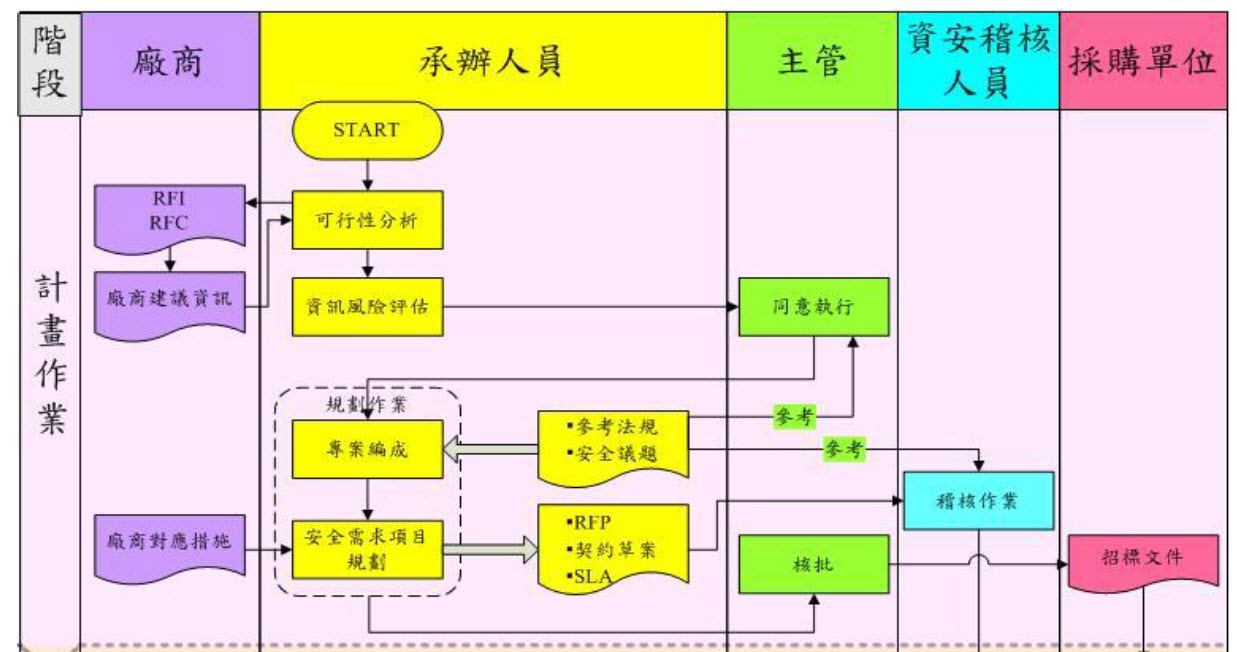 階
段
廠商
承辦人員
主管
資安稽核
人員
採購單位
計
畫
作
業
START
RFI
RFC
可行性分析
廠商建議資訊
資訊風險評估
同意執行
規劃作業
專案編成
▪參考法規
▪安全議題
參考
參考
稽核作業
廠商對應措施
安全需求項目
規劃
▪RFP
▪契約草案
▪SLA
核批
招標文件